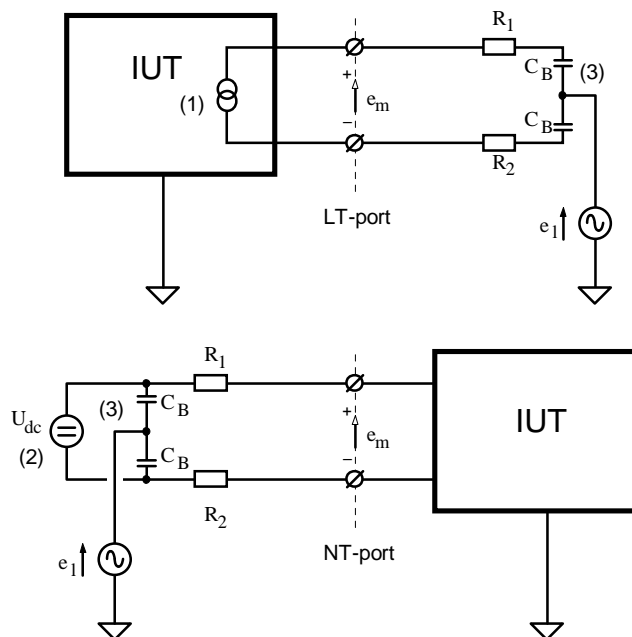 IUT
(1)
R1
CB
(3)
+
em
CB
−
R2
LT-port
e1
R1
Udc
(2)
(3)
CB
+
em
IUT
CB
−
R2
e1
NT-port